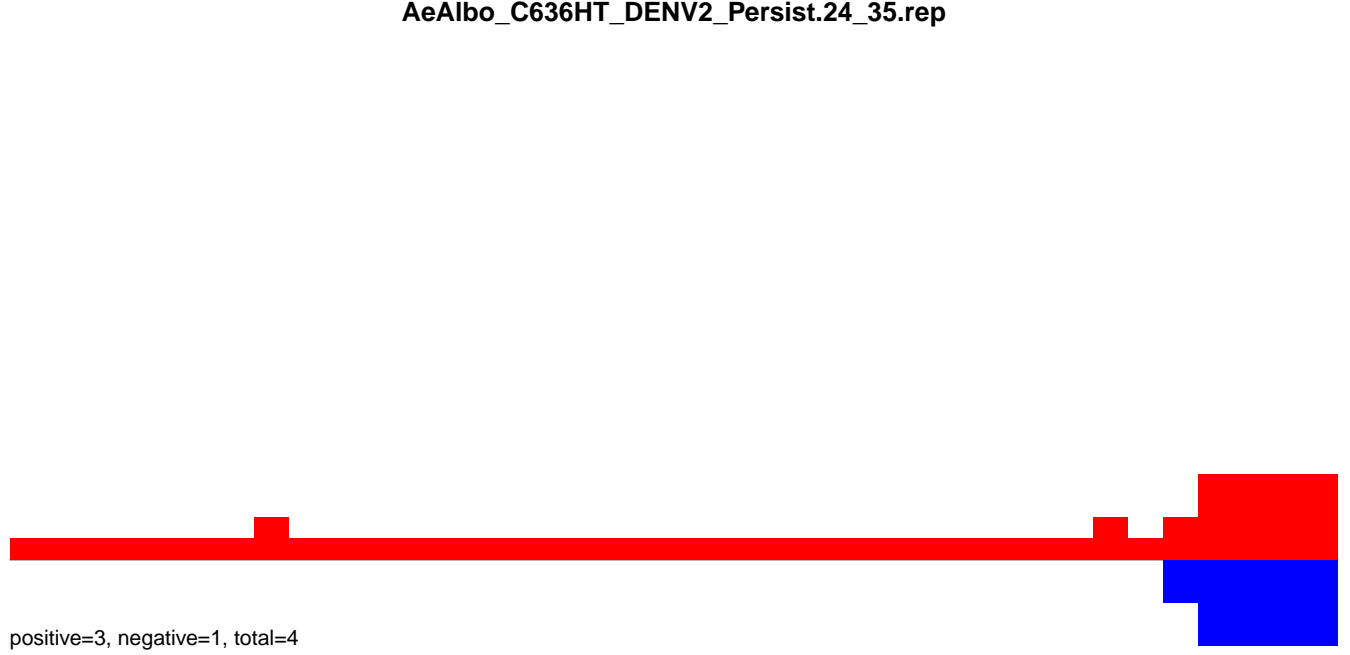 AeAlbo_C636HT_DENV2_Persist.24_35.rep
positive=3, negative=1, total=4